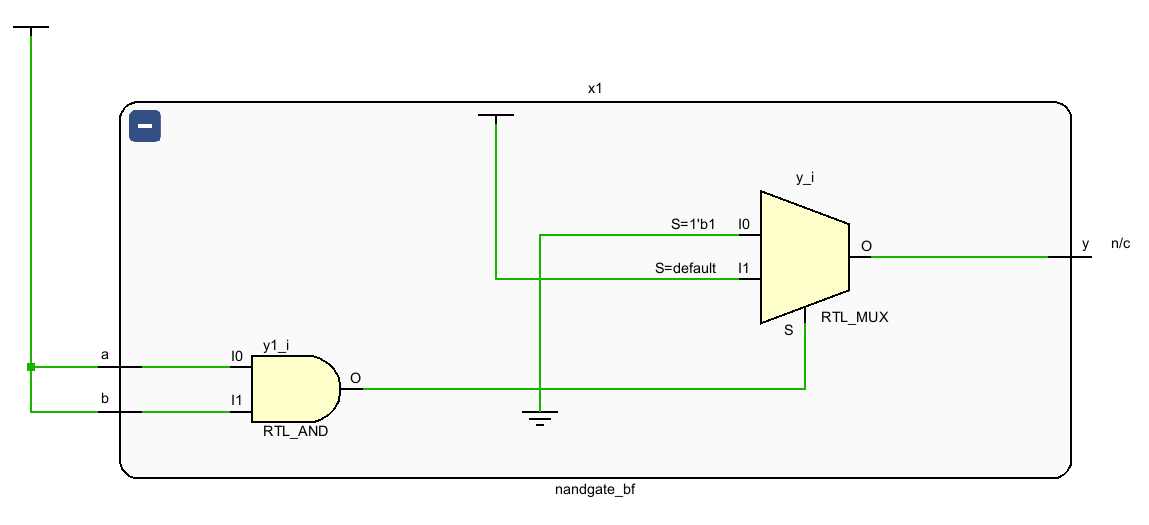 x1
y_i
S=1'b1 I0
O
y n/c
S=default I1
RTL_MUX
S
y1_i
a I0
O
b I1
RTL_AND
nandgate_bf